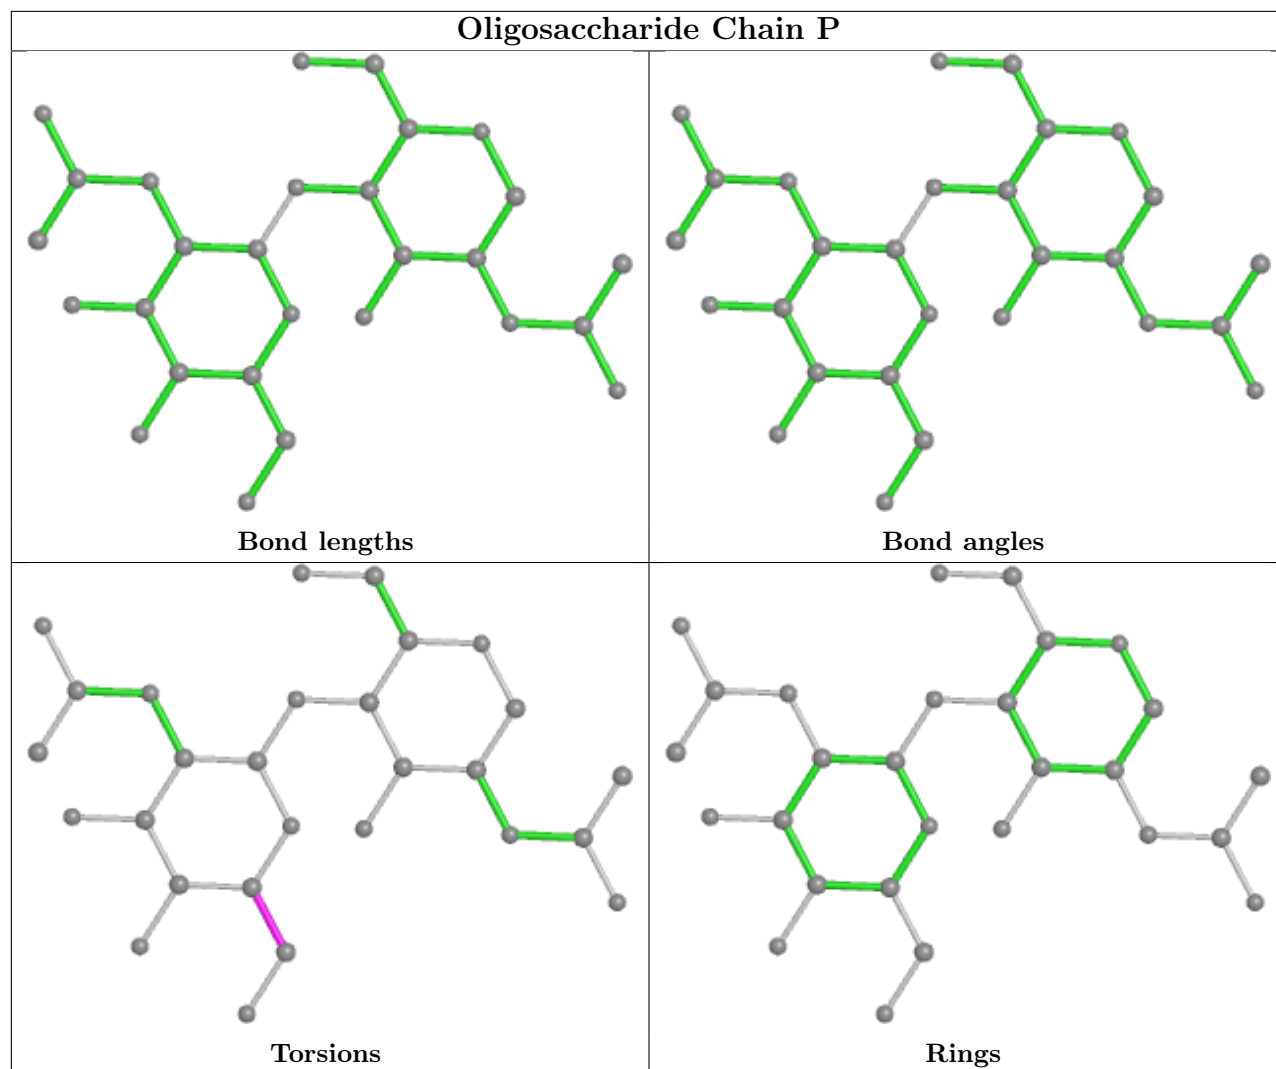 Oligosaccharide Chain P
Bond lengths
Bond angles
Torsions
Rings